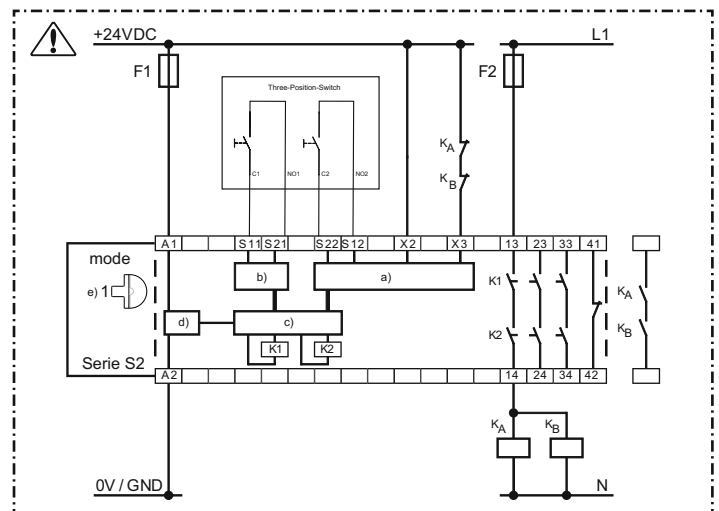 +24VDC L1
F1 F2
Three-Position-Switch
C1 NO1 C2 NO2
KA
KB
A1 S11 S21 S22 S12 X2 X3 13 23 33 41
mode
b) a)
e) 1
K1
KA
d) c)
K2
KB
K1 K2
Serie S2
A2 14 24 34 42
KA KB
0V / GND N